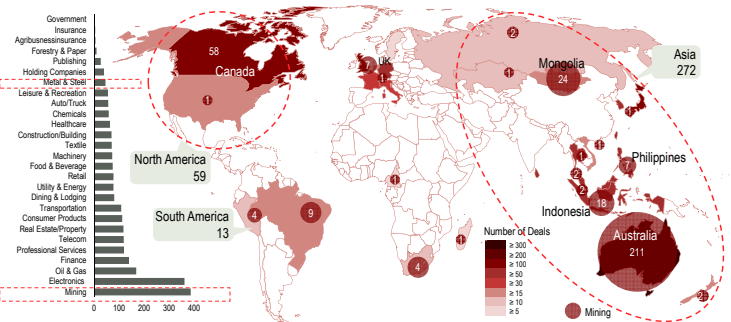 Government
Insurance
Agribusnessinsurance
Forestry & Paper
Publishing
Holding Companies
Metal & Steel
Leisure & Recreation
Auto/Truck
Chemicals
Healthcare
Construction/Building
Textile
Machinery
Food & Beverage
Retail
Utility & Energy
Dining & Lodging
Transportation
Consumer Products
Real Estate/Property
Telecom
Professional Services
Finance
Oil & Gas
Electronics
Mining
0 100 200 300 400
58
Canada
1
North America
59
South America
13
4
9
7
UK
1
1
4
1
2
1
Mongolia
24
Asia
272
1
1
1
2
2
7
Philippines
18
Indonesia
Australia
211
2
Number of Deals
≥ 300
≥ 200
≥ 100
≥ 50
≥ 30
≥ 15
≥ 10
≥ 5
Mining